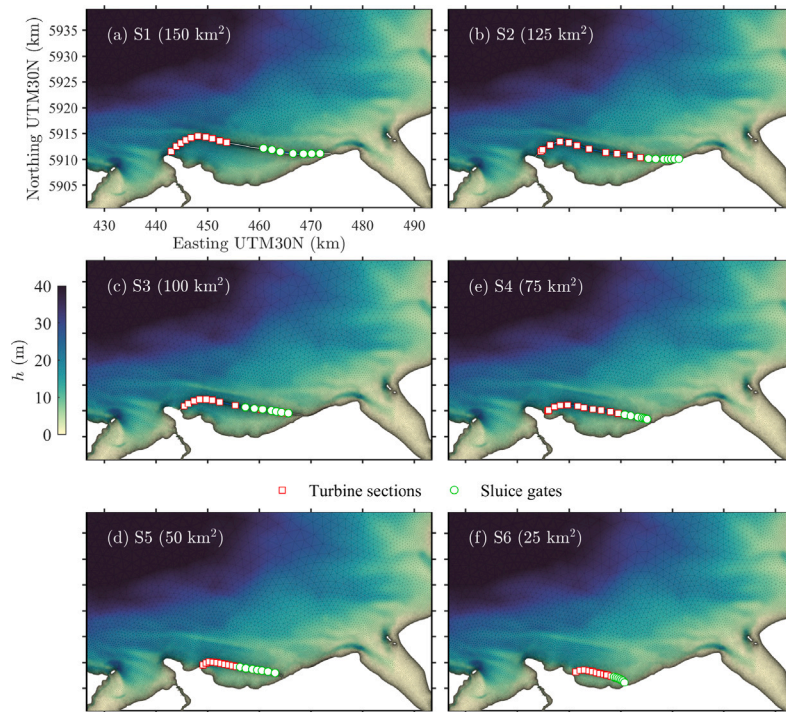 (a) S1 (150 km²)
(b) S2 (125 km²)
Northing UTM30N (km)
5935
5930
5925
5920
5915
5910
5905
430
440
450
460
470
480
490
Easting UTM30N (km)
(c) S3 (100 km²)
(e) S4 (75 km²)
h (m)
40
30
20
10
0
Turbine sections
Sluice gates
(d) S5 (50 km²)
(f) S6 (25 km²)